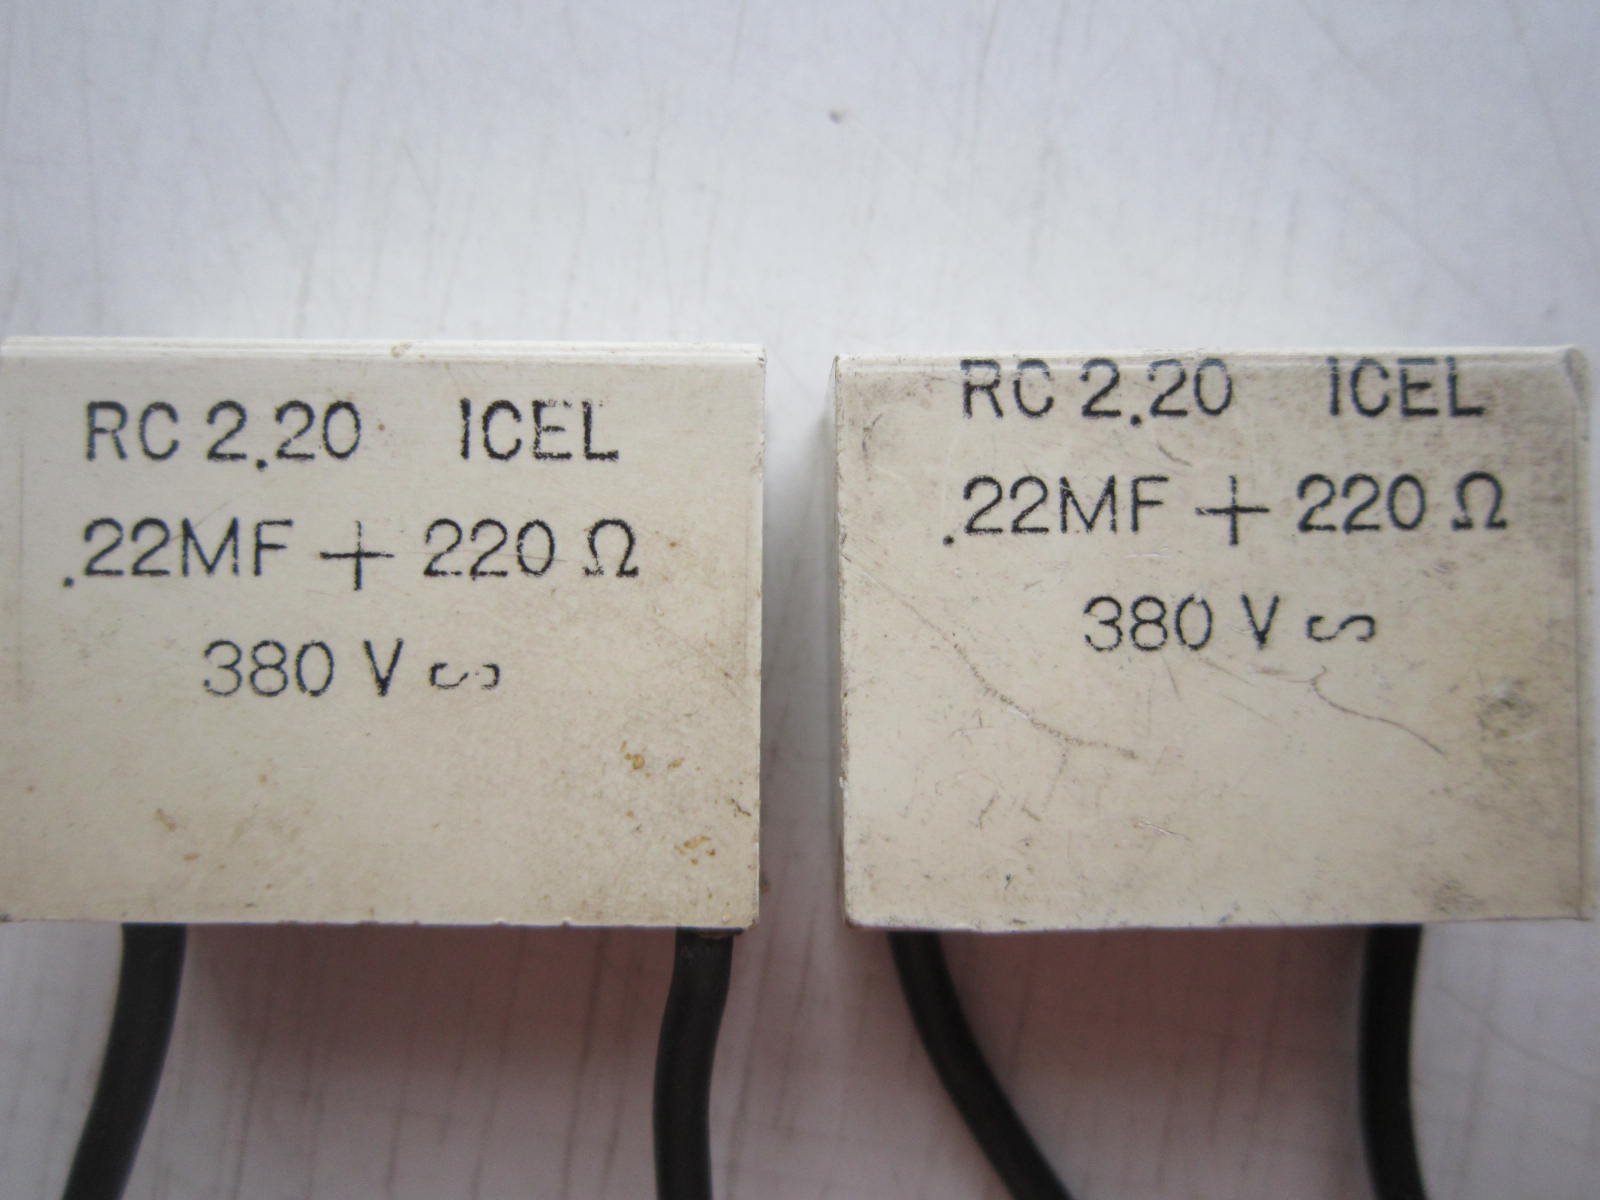 RC 2.20 ICEL
.22MF + 220 Ω
380 V ∽
RC 2.20 ICEL
.22MF + 220 Ω
380 V ∽